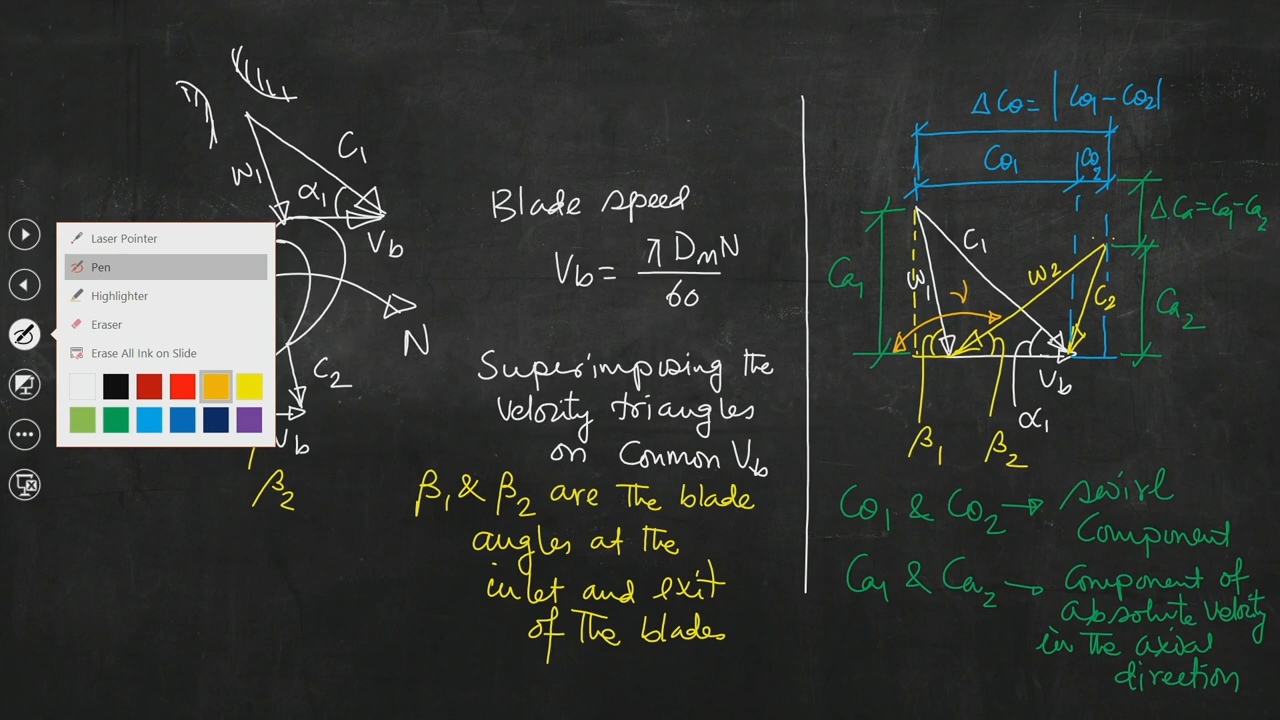 W1
C1
α1
Vb
N
C2
Vb
β2
Laser Pointer
Pen
Highlighter
Eraser
Erase All Ink on Slide
Blade speed
Vb = π DmN / 60
Superimposing the
velocity triangles
on Common Vb
β1 & β2 are the blade
angles at the
inlet and exit
of the blades
ΔCθ = |Cθ1 - Cθ2|
Cθ1
Cθ2
ΔCa = Ca1 - Ca2
Ca1
W1
C1
W2
C2
Ca2
Vb
β1
β2
α1
Cθ1 & Cθ2 → swirl
Component
Ca1 & Ca2 → Component of
absolute velocity
in the axial
direction